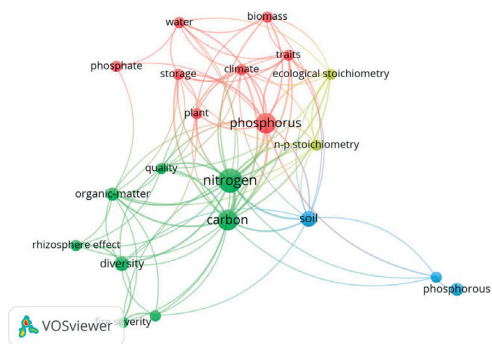 water
biomass
traits
phosphate
storage
climate
ecological stoichiometry
plant
phosphorus
n-p stoichiometry
quality
nitrogen
organic-matter
carbon
soil
rhizosphere effect
diversity
phosphorous
VOSviewer